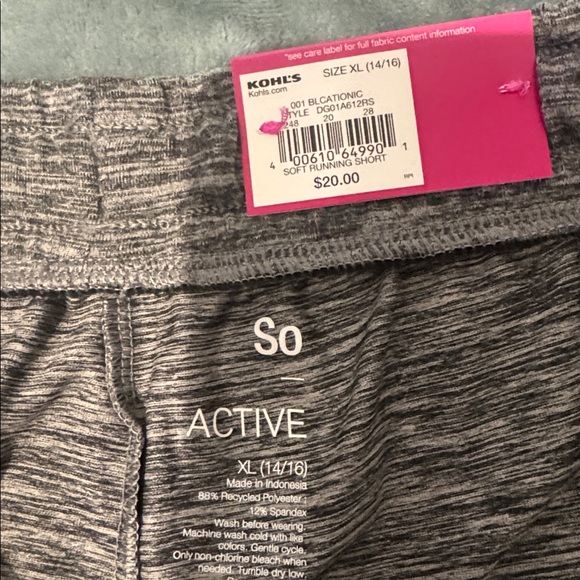 *see care label for full fabric content information
KOHL'S SIZE XL (14/16)
Kohls.com
001 BLCATIONIC
STYLE DG01A612RS
248 20 28
4 00610 64990 1
SOFT RUNNING SHORT
$20.00
So
ACTIVE
XL (14/16)
Made in Indonesia
88% Recycled Polyester;
12% Spandex
Wash before wearing.
Machine wash cold with like
colors. Gentle cycle.
Only non-chlorine bleach when
needed. Tumble dry low.